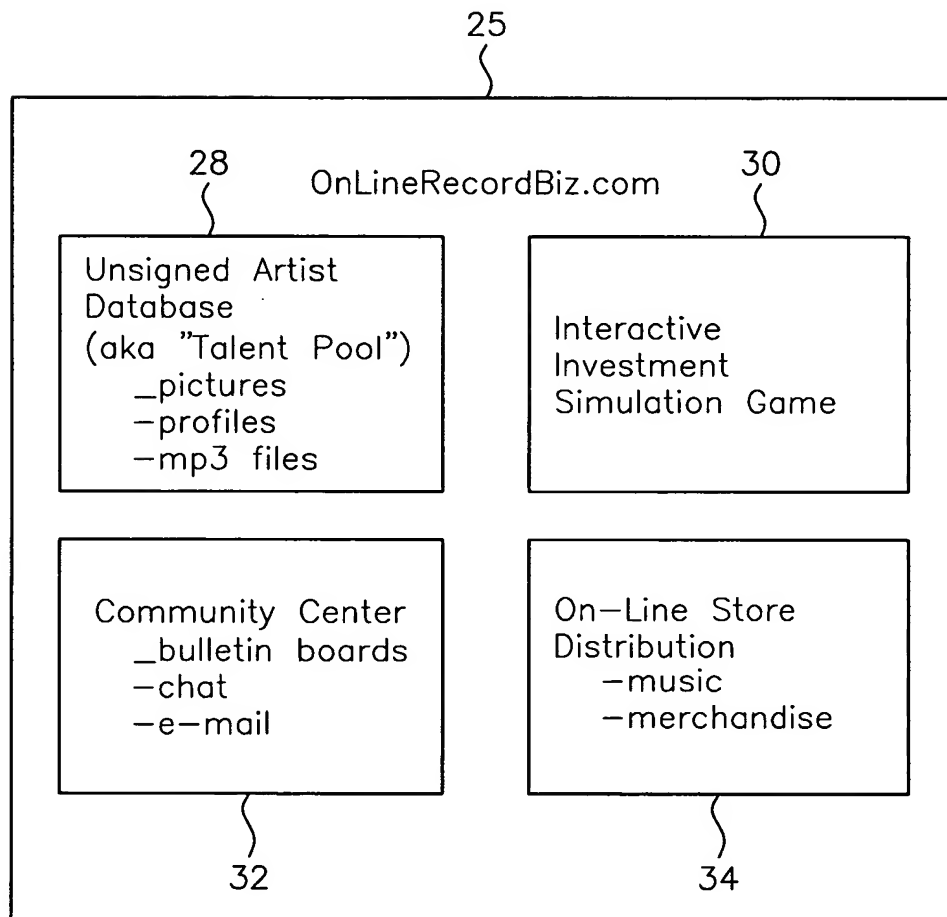 25
28
OnLineRecordBiz.com
30
Unsigned Artist
Database
(aka "Talent Pool")
_pictures
-profiles
-mp3 files
Interactive
Investment
Simulation Game
Community Center
_bulletin boards
-chat
-e-mail
On-Line Store
Distribution
-music
-merchandise
32
34